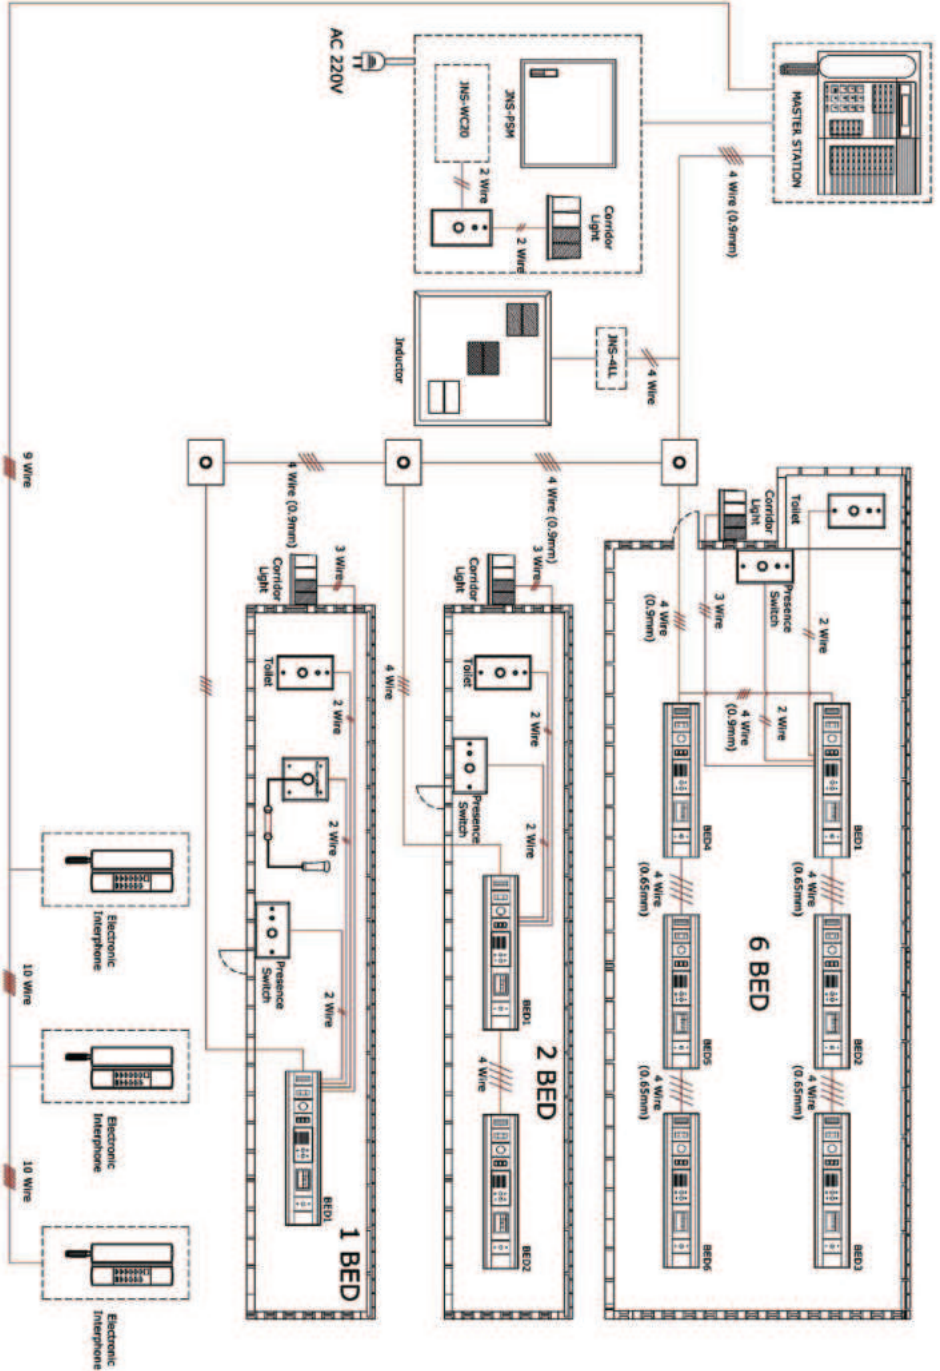 MASTER STATION
4 Wire (0.9mm)
JNS-PSM
JNS-WC20
AC 220V
2 Wire
2 Wire
Corridor
Light
Inductor
JNS-4LL
4 Wire
9 Wire
4 Wire (0.9mm)
4 Wire (0.9mm)
Toilet
Corridor
Light
Presence
Switch
4 Wire
(0.9mm)
3 Wire
2 Wire
2 Wire
4 Wire
(0.9mm)
BED1
BED4
4 Wire
(0.65mm)
4 Wire
(0.65mm)
6 BED
BED2
BED5
4 Wire
(0.65mm)
4 Wire
(0.65mm)
BED3
BED6
3 Wire
Corridor
Light
Toilet
2 Wire
4 Wire
Presence
Switch
2 Wire
BED1
2 BED
4 Wire
BED2
3 Wire
Corridor
Light
Toilet
2 Wire
2 Wire
Presence
Switch
2 Wire
BED1
1 BED
Electronic
Interphone
10 Wire
Electronic
Interphone
10 Wire
Electronic
Interphone